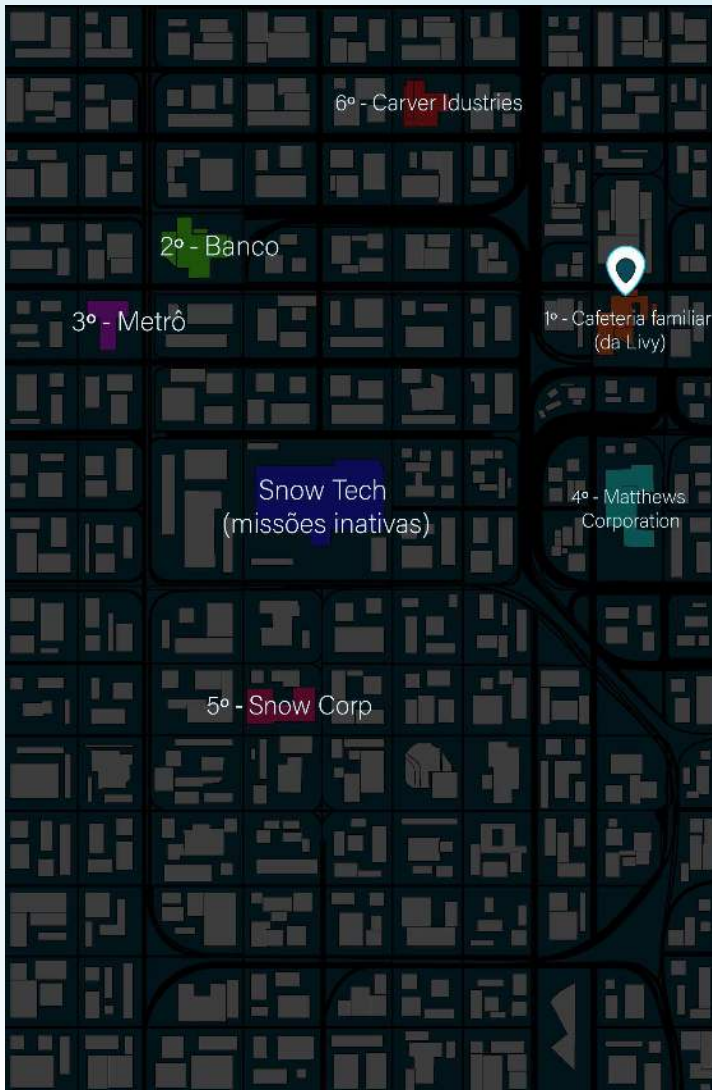 6º - Carver Idustries
2º - Banco
3º - Metrô
1º - Cafeteria familiar
(da Livy)
Snow Tech
(missões inativas)
4º - Matthews
Corporation
5º - Snow Corp